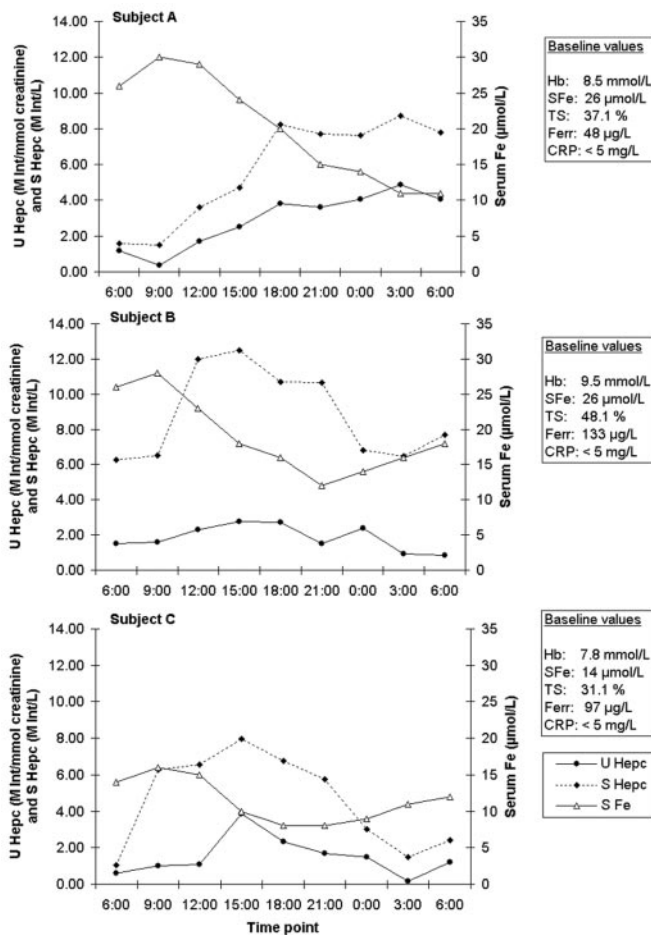 Subject A
14.00
12.00
10.00
8.00
6.00
4.00
2.00
0.00
U Hepc (M Int/mmol creatinine)
and S Hepc (M Int/L)
35
30
25
20
15
10
5
0
Serum Fe (µmol/L)
6:00 9:00 12:00 15:00 18:00 21:00 0:00 3:00 6:00
Baseline values
Hb: 8.5 mmol/L
SFe: 26 µmol/L
TS: 37.1 %
Ferr: 48 µg/L
CRP: < 5 mg/L
Subject B
14.00
12.00
10.00
8.00
6.00
4.00
2.00
0.00
U Hepc (M Int/mmol creatinine)
and S Hepc (M Int/L)
35
30
25
20
15
10
5
0
Serum Fe (µmol/L)
6:00 9:00 12:00 15:00 18:00 21:00 0:00 3:00 6:00
Baseline values
Hb: 9.5 mmol/L
SFe: 26 µmol/L
TS: 48.1 %
Ferr: 133 µg/L
CRP: < 5 mg/L
Subject C
14.00
12.00
10.00
8.00
6.00
4.00
2.00
0.00
U Hepc (M Int/mmol creatinine)
and S Hepc (M Int/L)
35
30
25
20
15
10
5
0
Serum Fe (µmol/L)
6:00 9:00 12:00 15:00 18:00 21:00 0:00 3:00 6:00
Time point
Baseline values
Hb: 7.8 mmol/L
SFe: 14 µmol/L
TS: 31.1 %
Ferr: 97 µg/L
CRP: < 5 mg/L
U Hepc
S Hepc
S Fe